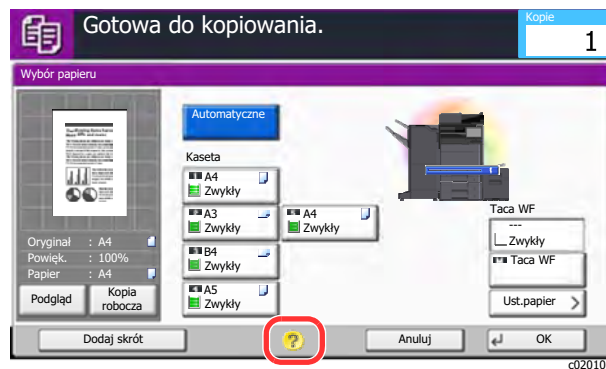 Gotowa do kopiowania.
Kopie
1
Wybór papieru
Automatyczne
Kaseta
A4
Zwykły
A3
Zwykły
A4
Zwykły
B4
Zwykły
A5
Zwykły
Taca WF
---
Zwykły
Taca WF
Ust.papier
Oryginał : A4
Powięk. : 100%
Papier : A4
Podgląd
Kopia
robocza
Dodaj skrót
?
Anuluj
OK
c02010